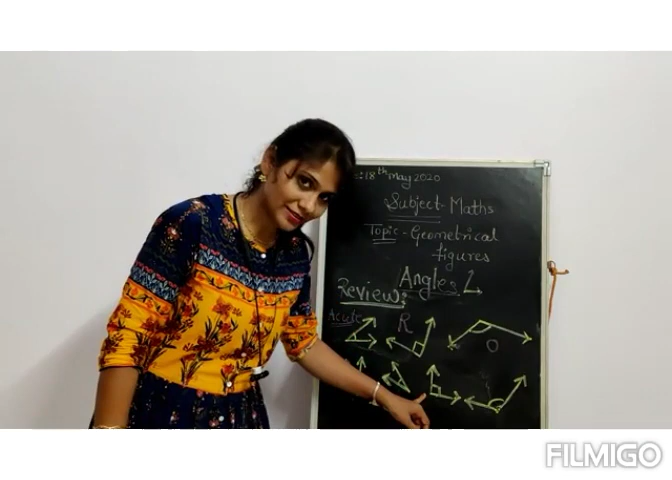 18th May 2020
Subject - Maths
Topic - Geometrical
figures
Angles
Review:
Acute
R
O
FILMIGO